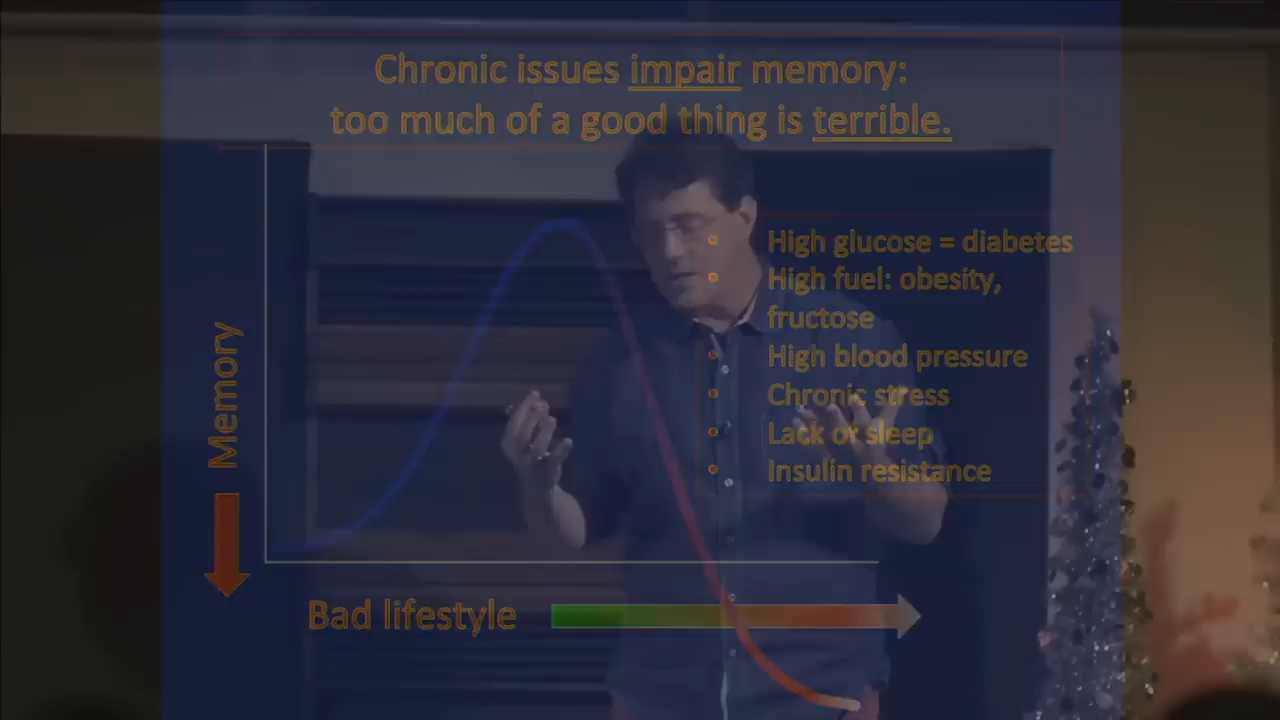 Chronic issues impair memory:
too much of a good thing is terrible.
High glucose = diabetes
High fuel: obesity,
fructose
High blood pressure
Chronic stress
Lack of sleep
Insulin resistance
Memory
Bad lifestyle